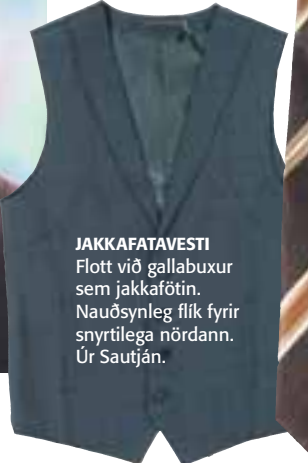 JAKKAFATAVESTI
Flott við gallabuxur
sem jakkafötin.
Nauðsynleg flík fyrir
snyrtilega nördann.
Úr Sautján.